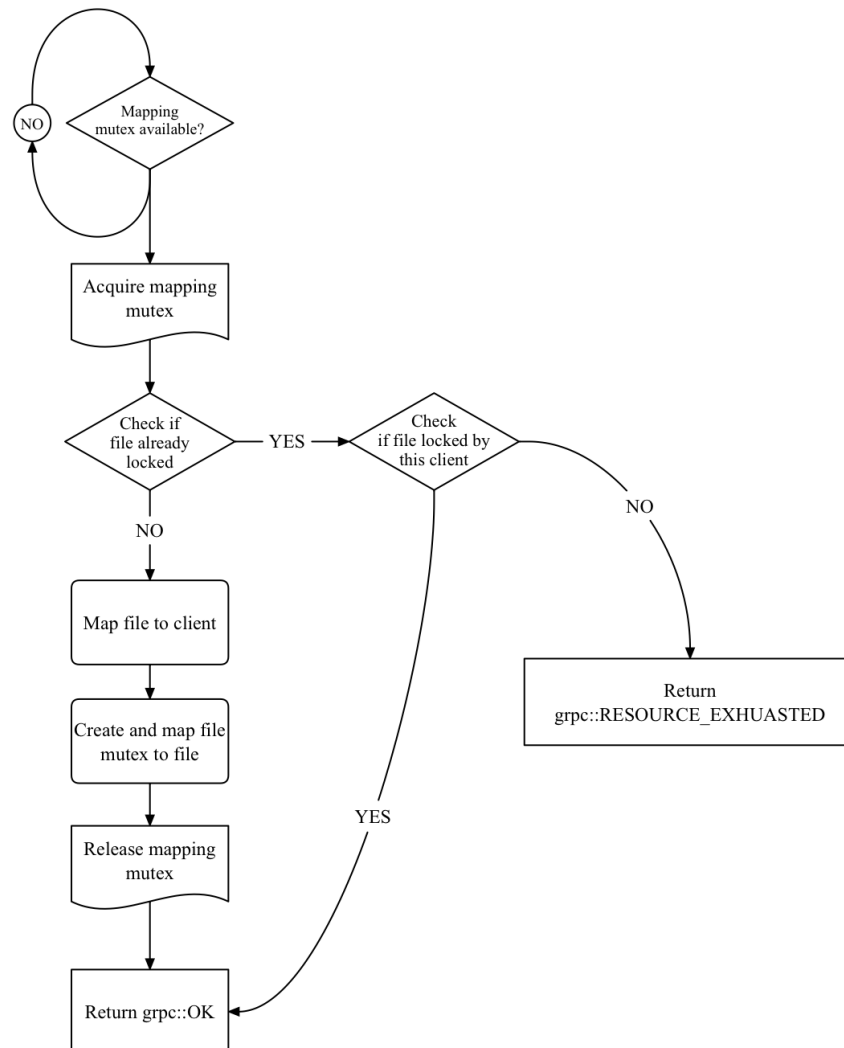 Mapping
mutex available?
NO
Acquire mapping
mutex
Check if
file already
locked
YES
Check
if file locked by
this client
NO
NO
Map file to client
Return
grpc::RESOURCE_EXHUASTED
Create and map file
mutex to file
YES
Release mapping
mutex
Return grpc::OK